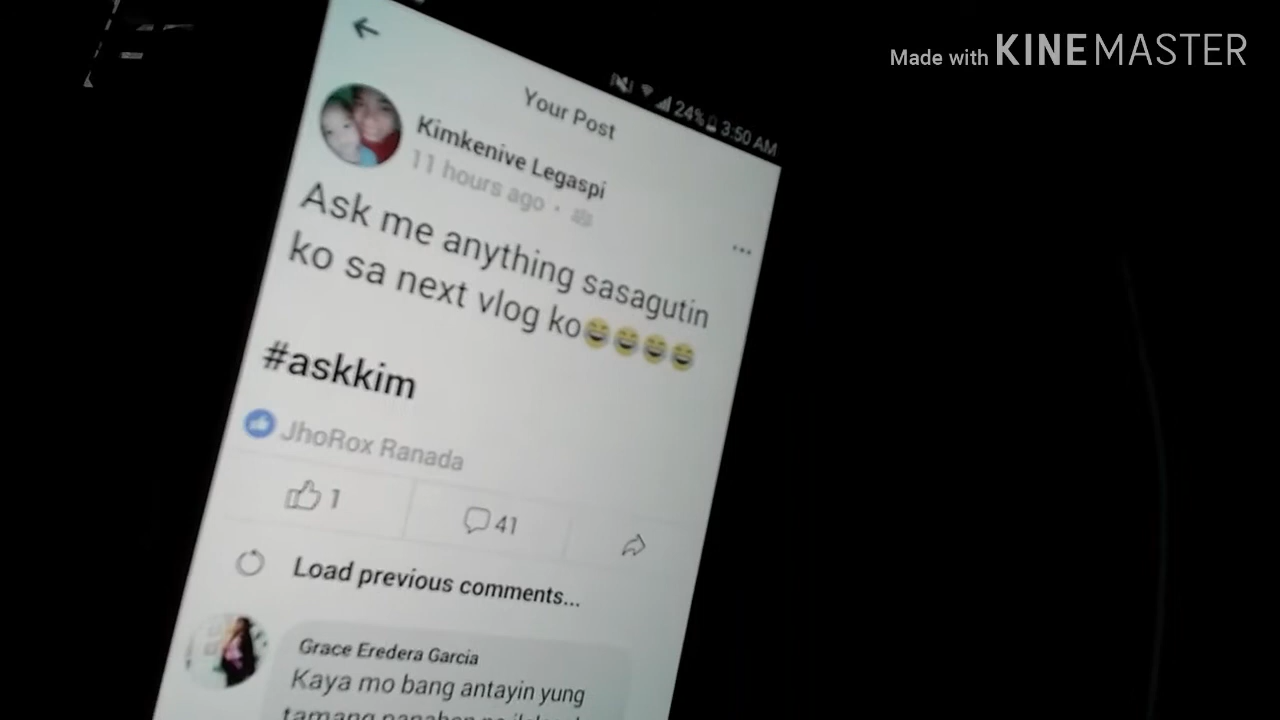 Made with KINEMASTER
24% 3:50 AM
Your Post
Kimkenive Legaspi
11 hours ago ·
Ask me anything sasagutin
ko sa next vlog ko😅😅😅😅
#askkim
JhoRox Ranada
1
41
Load previous comments...
Grace Eredera Garcia
Kaya mo bang antayin yung
tamang